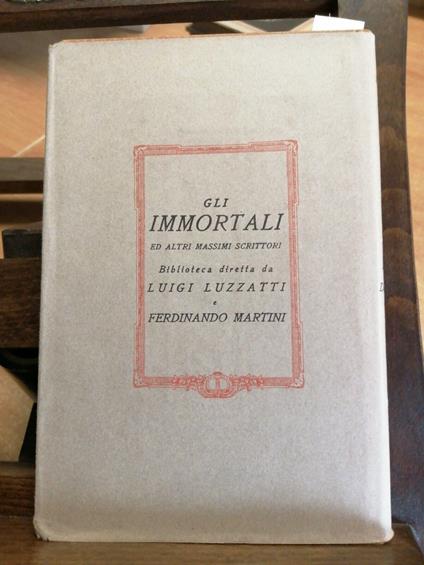 GLI
IMMORTALI
ED ALTRI MASSIMI SCRITTORI
Biblioteca diretta da
LUIGI LUZZATTI
e
FERDINANDO MARTINI